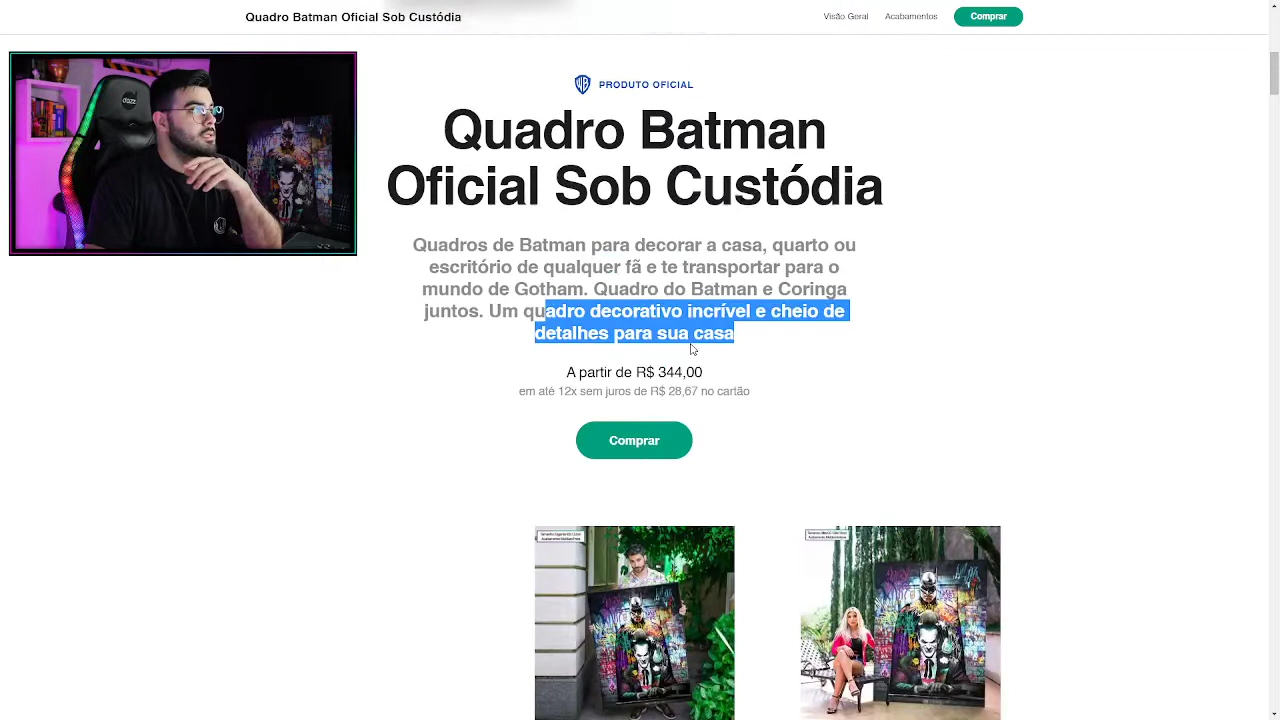 Quadro Batman Oficial Sob Custódia
Visão Geral
Acabamentos
Comprar
dazz
PRODUTO OFICIAL
Quadro Batman
Oficial Sob Custódia
Quadros de Batman para decorar a casa, quarto ou
escritório de qualquer fã e te transportar para o
mundo de Gotham. Quadro do Batman e Coringa
juntos. Um quadro decorativo incrível e cheio de
detalhes para sua casa
A partir de R$ 344,00
em até 12x sem juros de R$ 28,67 no cartão
Comprar